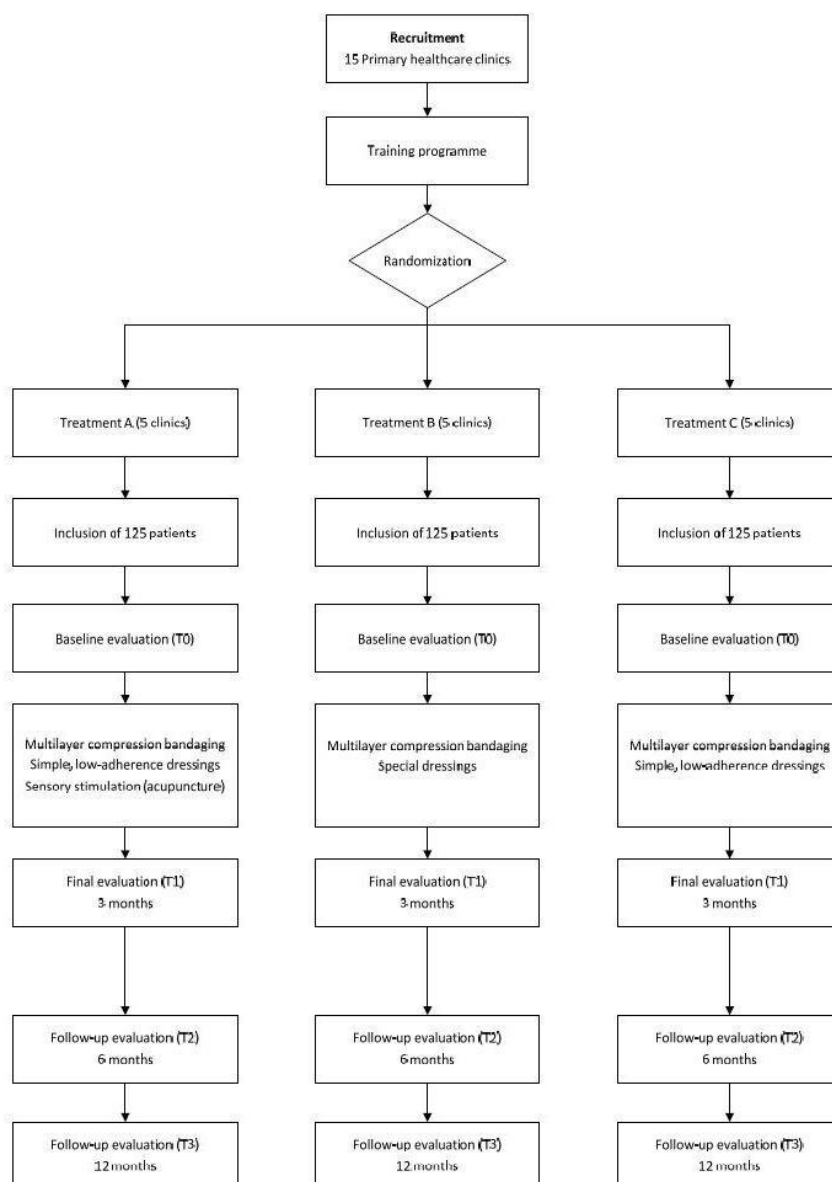 Recruitment
15 Primary healthcare clinics
Training programme
Randomization
Treatment A (5 clinics)
Treatment B (5 clinics)
Treatment C (5 clinics)
Inclusion of 125 patients
Inclusion of 125 patients
Inclusion of 125 patients
Baseline evaluation (T0)
Baseline evaluation (T0)
Baseline evaluation (T0)
Multilayer compression bandaging
Simple, low-adherence dressings
Sensory stimulation (acupuncture)
Multilayer compression bandaging
Special dressings
Multilayer compression bandaging
Simple, low-adherence dressings
Final evaluation (T1)
3 months
Final evaluation (T1)
3 months
Final evaluation (T1)
3 months
Follow-up evaluation (T2)
6 months
Follow-up evaluation (T2)
6 months
Follow-up evaluation (T2)
6 months
Follow-up evaluation (T3)
12 months
Follow-up evaluation (T3)
12 months
Follow-up evaluation (T3)
12 months